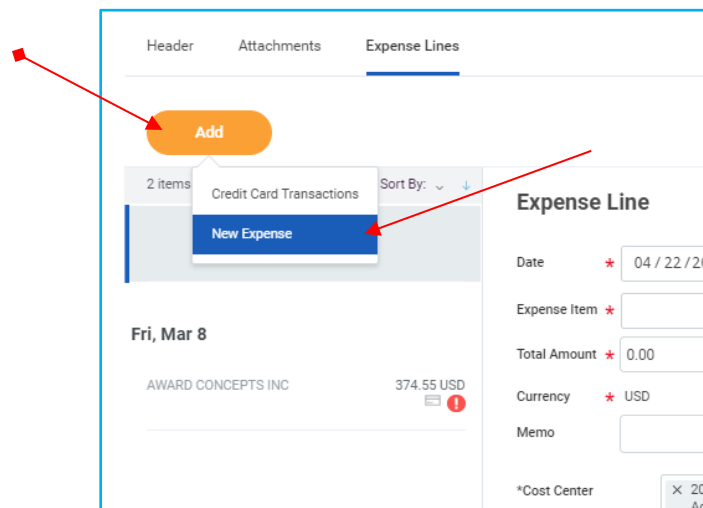 Header Attachments Expense Lines
Add
2 items Sort By:
Credit Card Transactions
New Expense
Fri, Mar 8
AWARD CONCEPTS INC 374.55 USD
Expense Line
Date * 04 / 22 / 20
Expense Item *
Total Amount * 0.00
Currency * USD
Memo
*Cost Center × 20